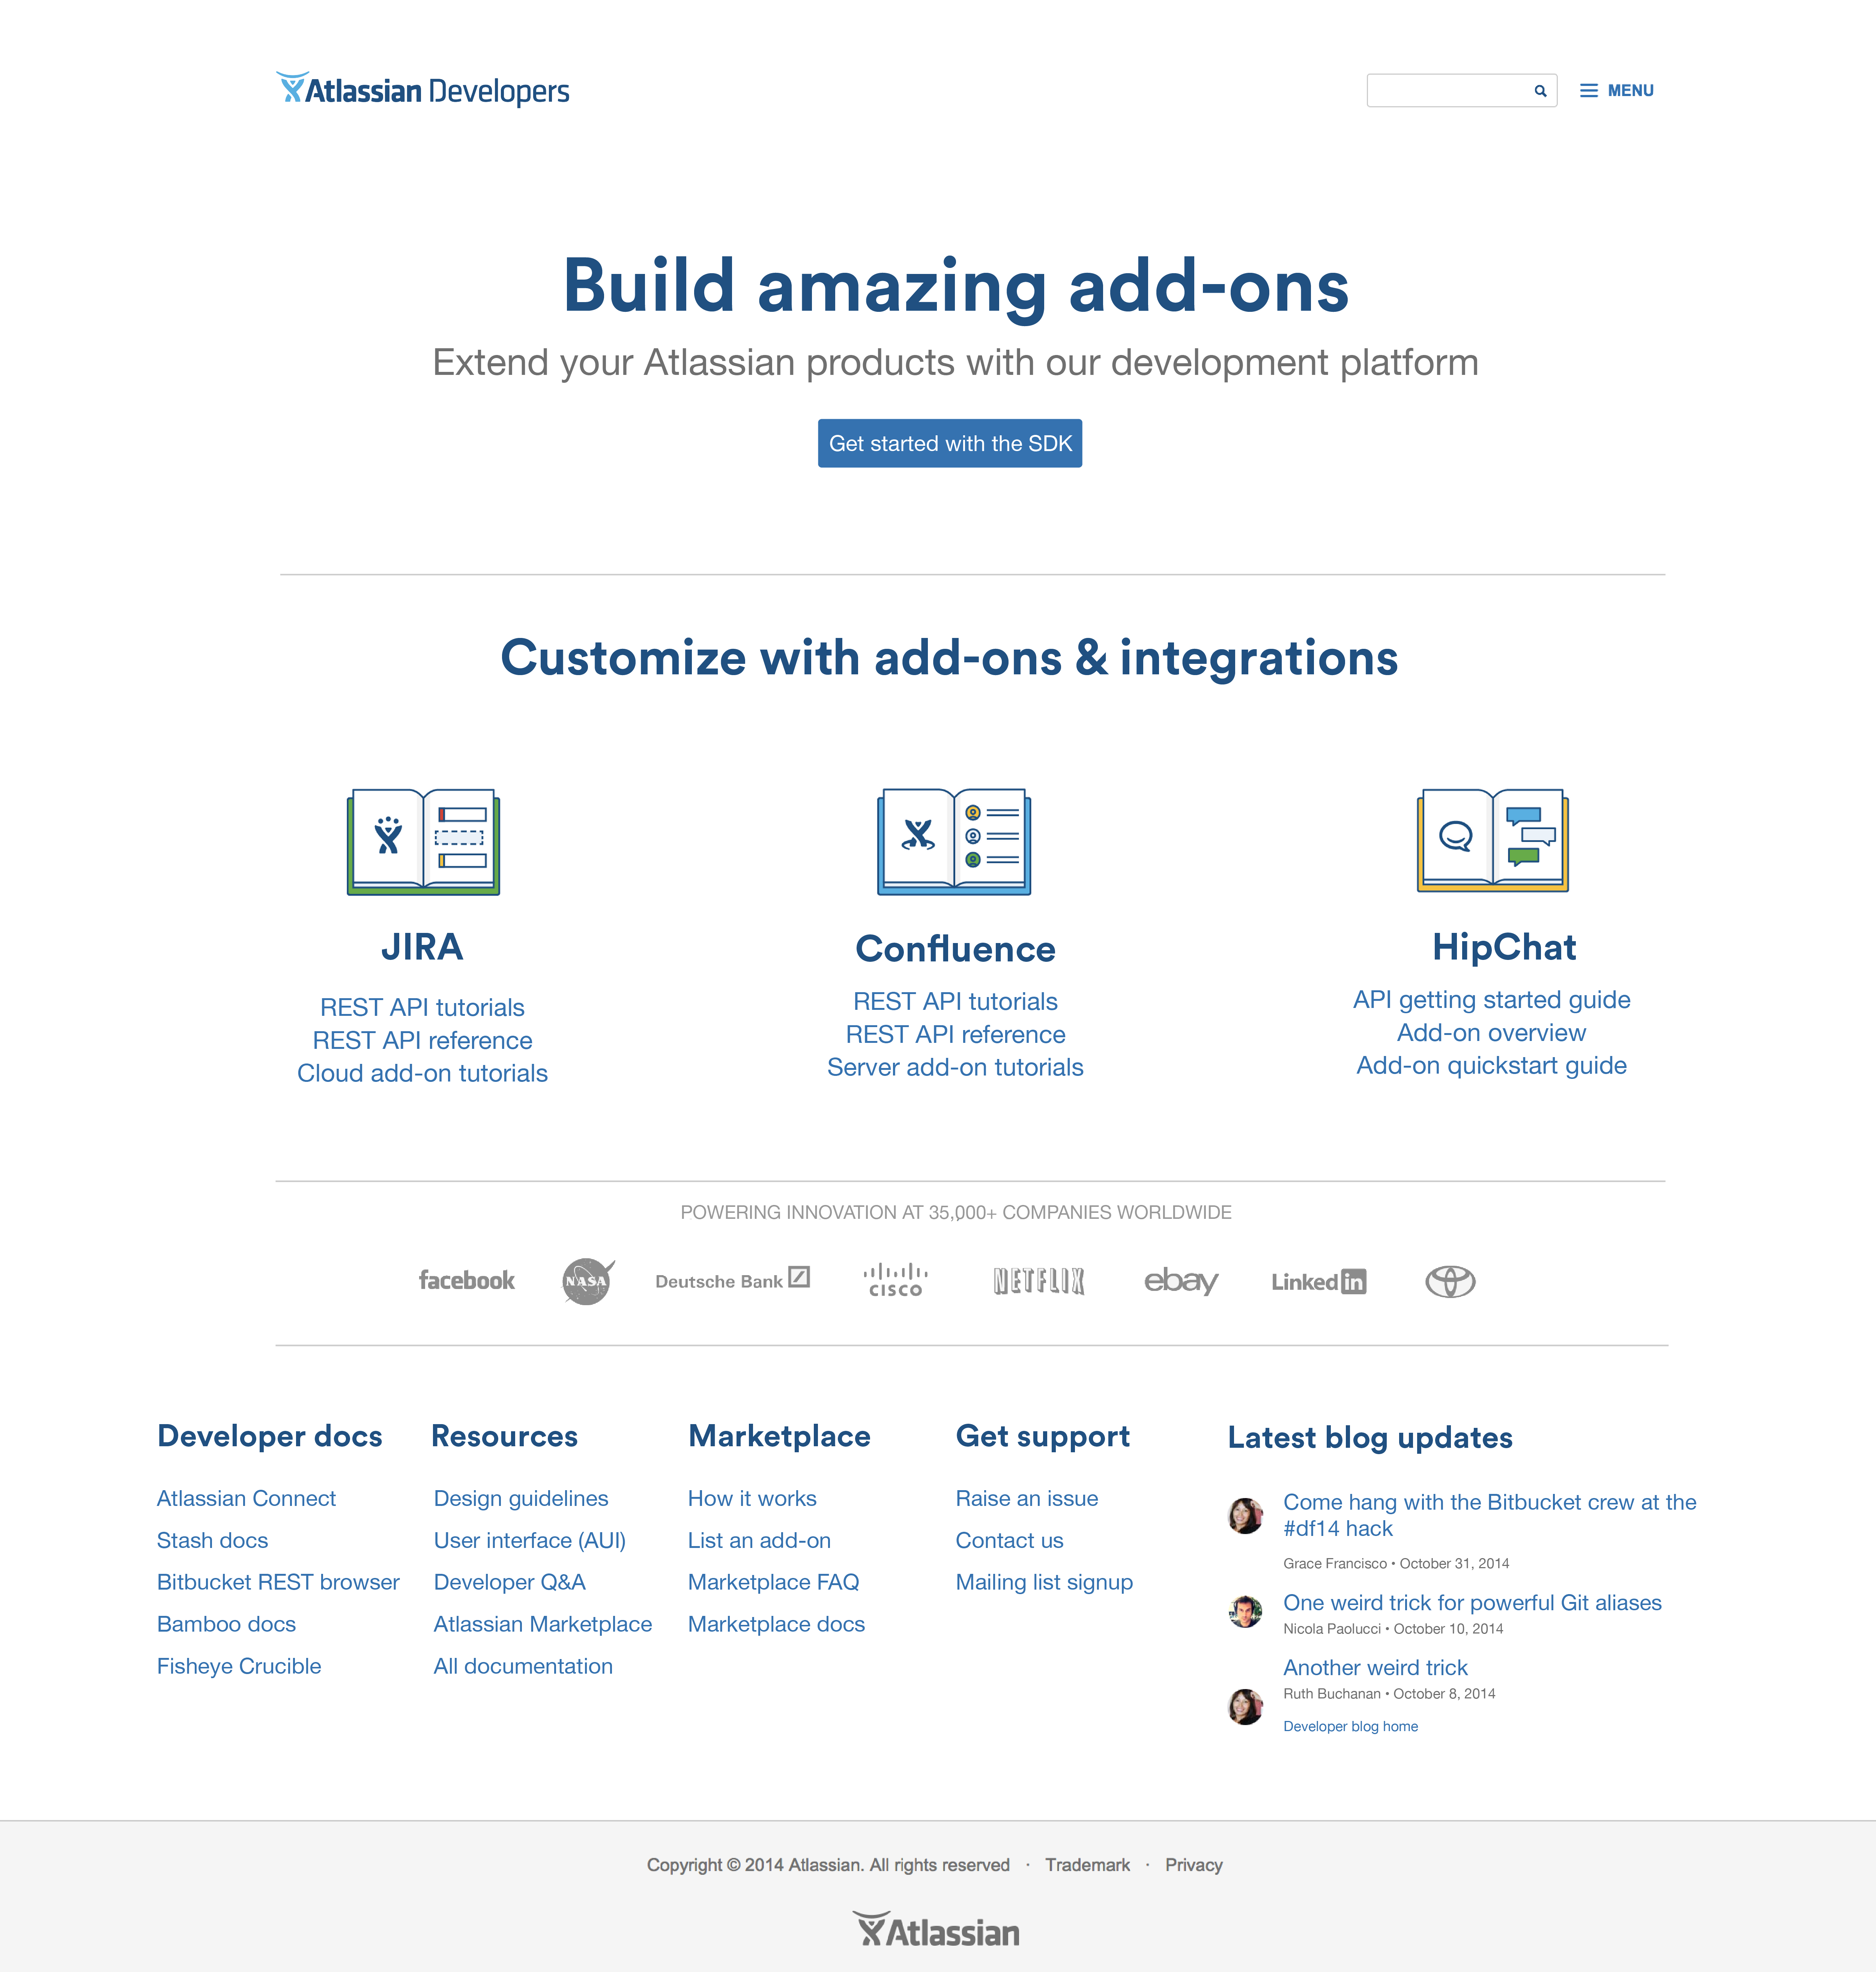 Atlassian Developers
MENU
Build amazing add-ons
Extend your Atlassian products with our development platform
Get started with the SDK
Customize with add-ons & integrations
JIRA
REST API tutorials
REST API reference
Cloud add-on tutorials
Confluence
REST API tutorials
REST API reference
Server add-on tutorials
HipChat
API getting started guide
Add-on overview
Add-on quickstart guide
POWERING INNOVATION AT 35,000+ COMPANIES WORLDWIDE
facebook
NASA
Deutsche Bank
CISCO
NETFLIX
ebay
Linked in
Developer docs
Atlassian Connect
Stash docs
Bitbucket REST browser
Bamboo docs
Fisheye Crucible
Resources
Design guidelines
User interface (AUI)
Developer Q&A
Atlassian Marketplace
All documentation
Marketplace
How it works
List an add-on
Marketplace FAQ
Marketplace docs
Get support
Raise an issue
Contact us
Mailing list signup
Latest blog updates
Come hang with the Bitbucket crew at the
#df14 hack
Grace Francisco • October 31, 2014
One weird trick for powerful Git aliases
Nicola Paolucci • October 10, 2014
Another weird trick
Ruth Buchanan • October 8, 2014
Developer blog home
Copyright © 2014 Atlassian. All rights reserved · Trademark · Privacy
Atlassian